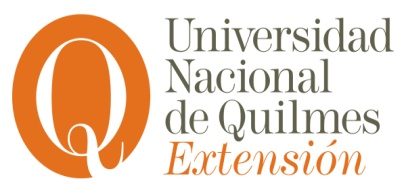 Q
Universidad
Nacional
de Quilmes
Extensión